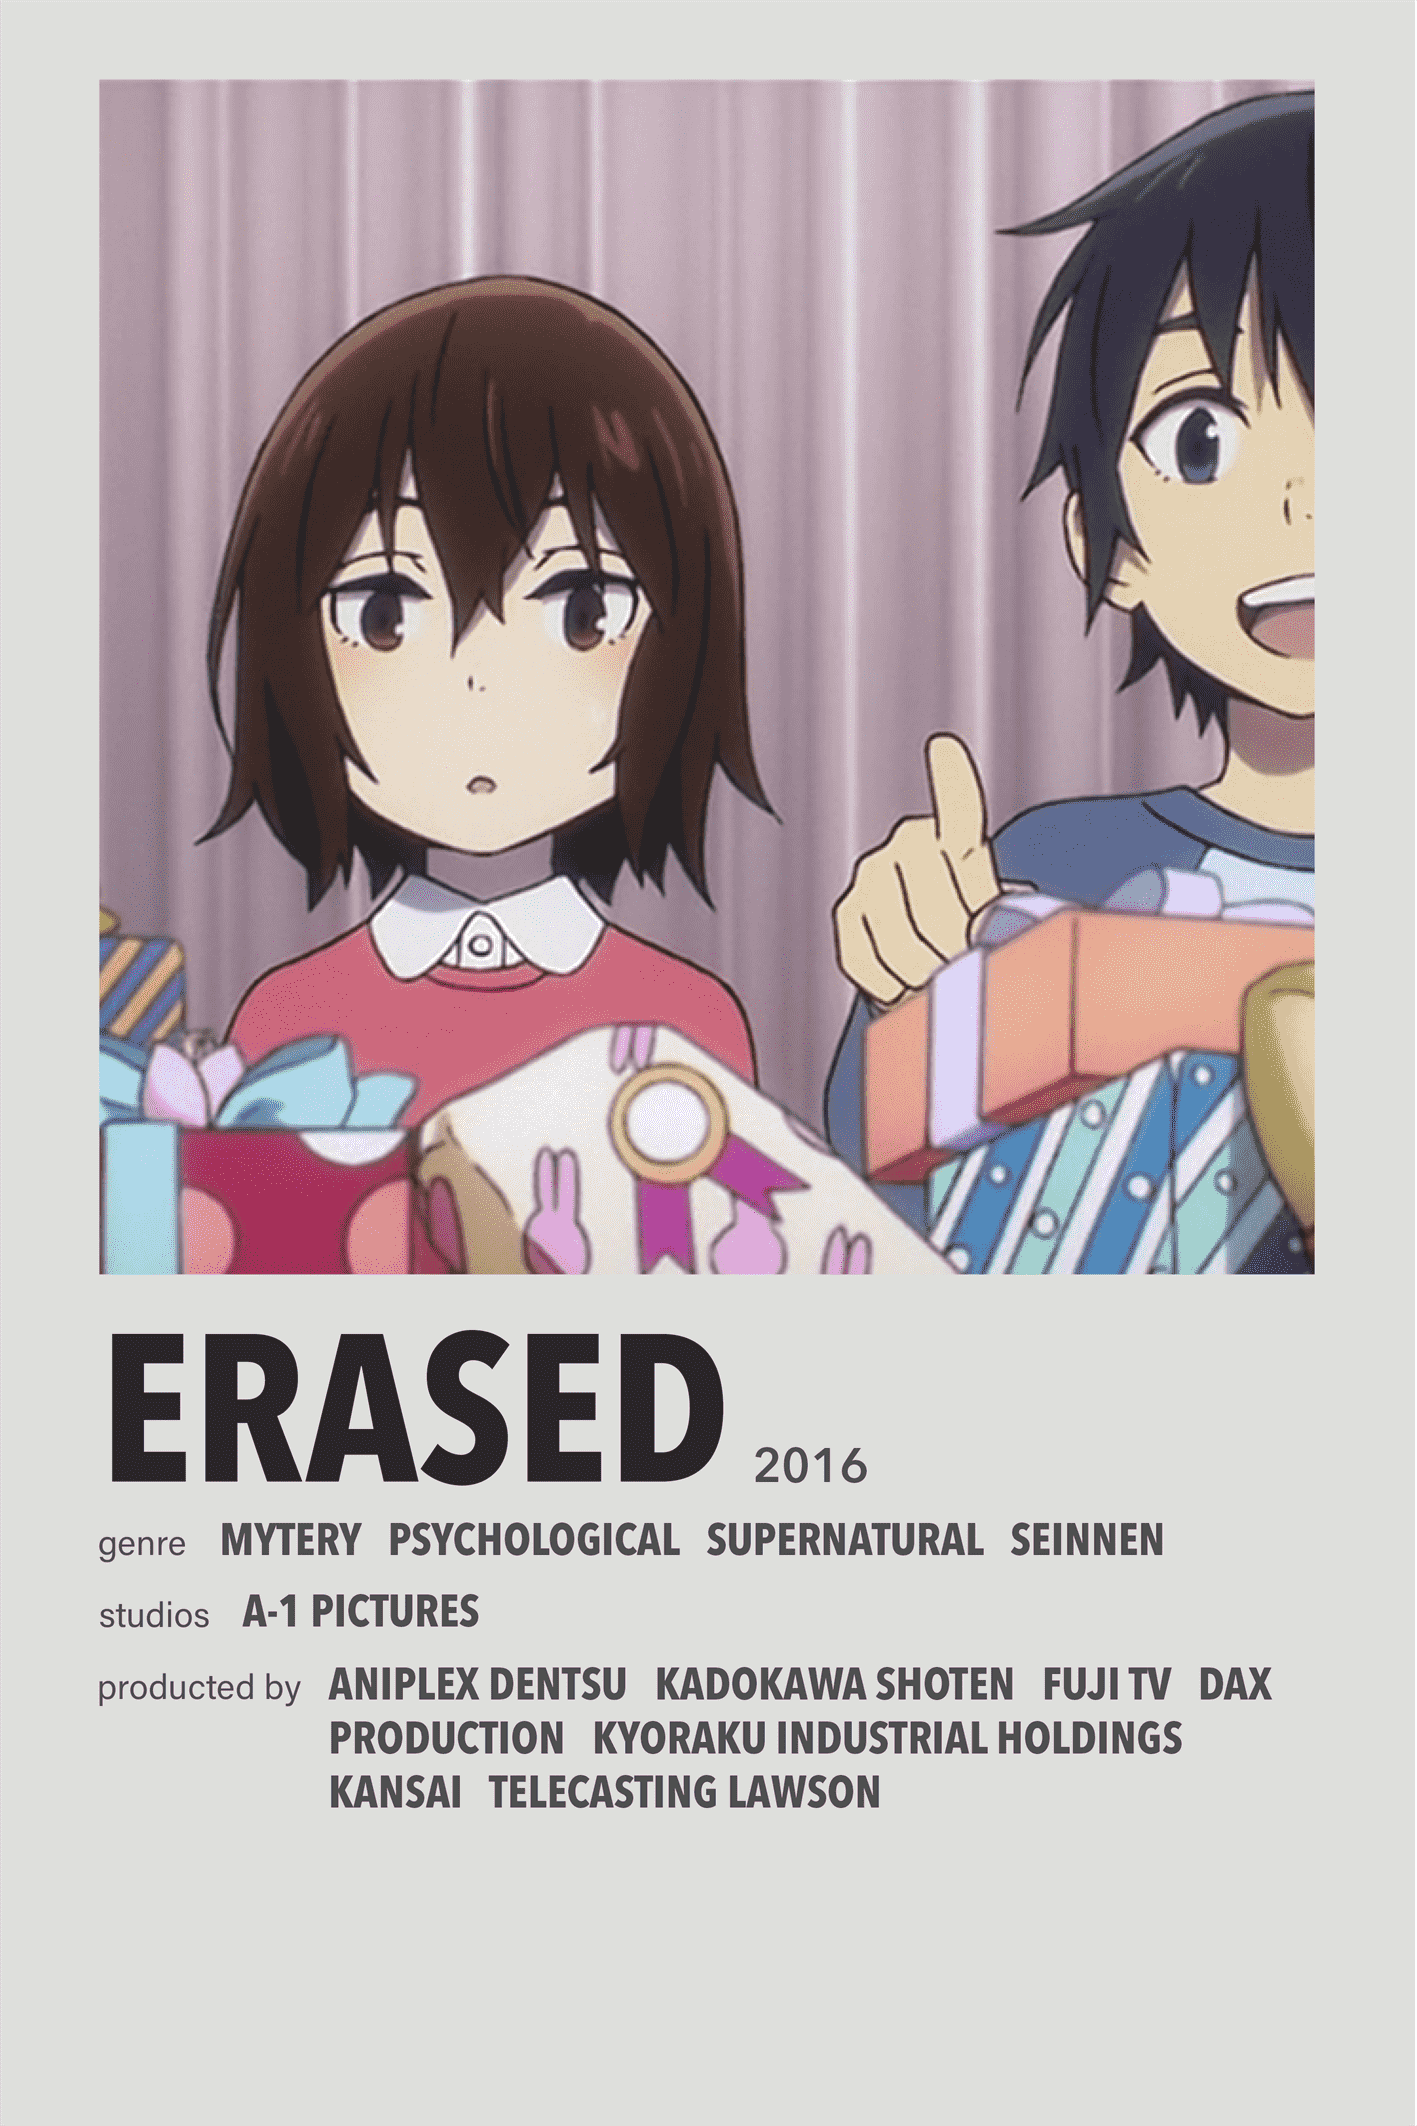 ERASED 2016
genre MYTERY PSYCHOLOGICAL SUPERNATURAL SEINNEN
studios A-1 PICTURES
producted by ANIPLEX DENTSU KADOKAWA SHOTEN FUJI TV DAX
PRODUCTION KYORAKU INDUSTRIAL HOLDINGS
KANSAI TELECASTING LAWSON